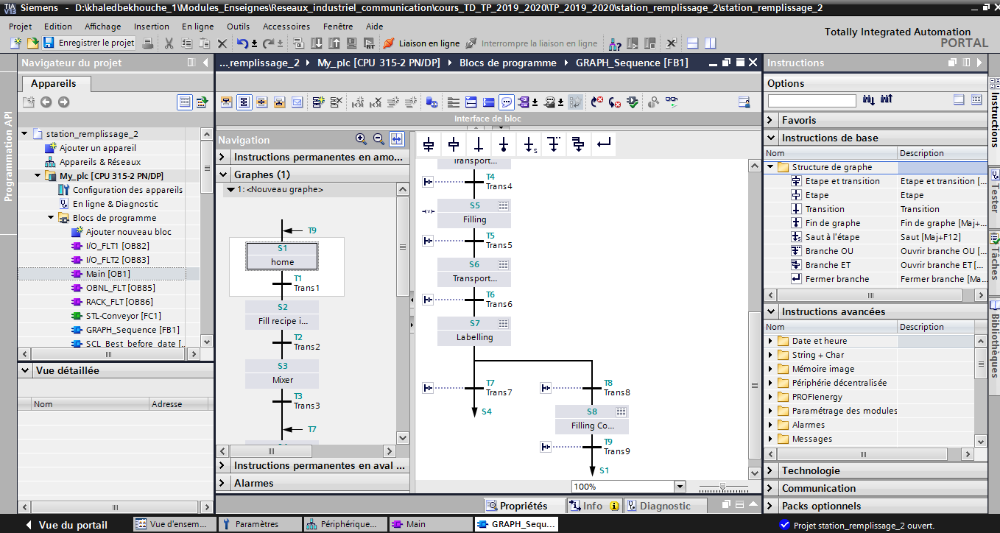 TIA
V13
Siemens - D:\khaledbekhouche_1\Modules_Enseignes\Reseaux_industriel_communication\cours_TD_TP_2019_2020\TP_2019_2020\station_remplissage_2\station_remplissage_2
Projet Edition Affichage Insertion En ligne Outils Accessoires Fenêtre Aide
Totally Integrated Automation
PORTAL
Enregistrer le projet
Liaison en ligne
Interrompre la liaison en ligne
Programmation API
Navigateur du projet
Appareils
station_remplissage_2
Ajouter un appareil
Appareils & Réseaux
My_plc [CPU 315-2 PN/DP]
Configuration des appareils
En ligne & Diagnostic
Blocs de programme
Ajouter nouveau bloc
I/O_FLT1 [OB82]
I/O_FLT2 [OB83]
Main [OB1]
OBNL_FLT [OB85]
RACK_FLT [OB86]
STL-Conveyor [FC1]
GRAPH_Sequence [FB1]
SCL_Best_before_date [..
Vue détaillée
Nom Adresse
...remplissage_2 My_plc [CPU 315-2 PN/DP] Blocs de programme GRAPH_Sequence [FB1]
Interface de bloc
Navigation
Instructions permanentes en amo...
Graphes (1)
1: <Nouveau graphe>
T9
S1
home
T1
Trans1
S2
Fill recipe i...
T2
Trans2
S3
Mixer
T3
Trans3
T7
Instructions permanentes en aval ...
Alarmes
Transport...
T4
Trans4
S5
Filling
T5
Trans5
S6
Transport...
T6
Trans6
S7
Labelling
T7
Trans7
S4
T8
Trans8
S8
Filling Co...
T9
Trans9
S1
100%
Propriétés Info Diagnostic
Instructions
Options
Favoris
Instructions de base
Nom Description
Structure de graphe
Etape et transition Etape et transition [...
Etape Etape
Transition Transition
Fin de graphe Fin de graphe [Maj+...
Saut à l'étape Saut [Maj+F12]
Branche OU Ouvrir branche OU [...
Branche ET Ouvrir branche ET [...
Fermer branche Fermer branche [Ma...
Instructions avancées
Nom Description
Date et heure
String + Char
Mémoire image
Périphérie décentralisée
PROFIenergy
Paramétrage des modules
Alarmes
Messages
Technologie
Communication
Packs optionnels
Instructions
Tester
Tâches
Bibliothèques
Vue du portail
Vue d'ensem...
Paramètres
Périphérique...
Main
GRAPH_Sequ...
Projet station_remplissage_2 ouvert.